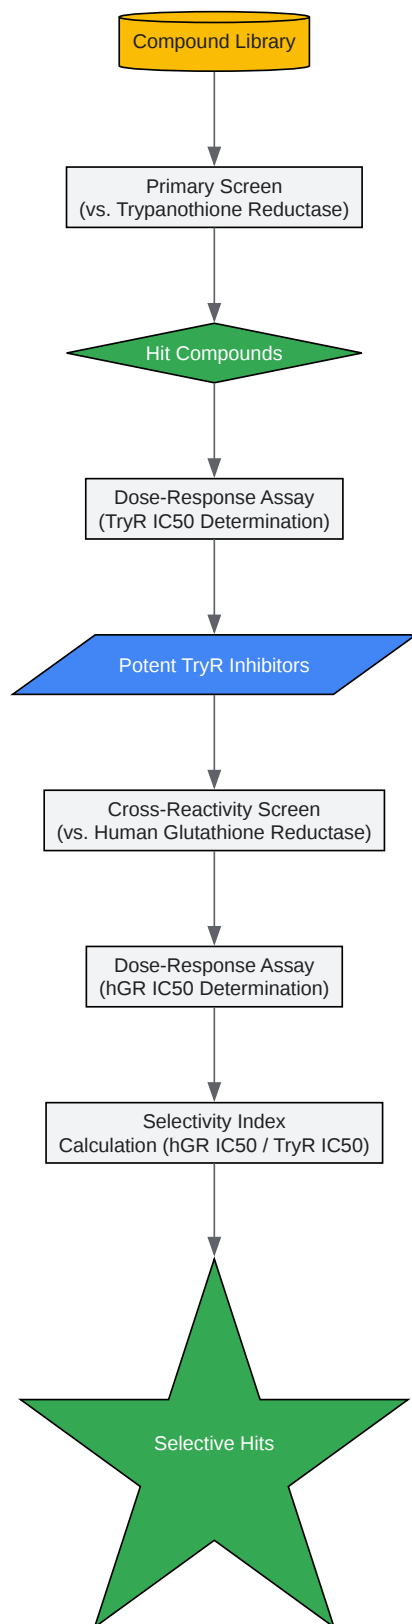 Compound Library
Primary Screen
(vs. Trypanothione Reductase)
Hit Compounds
Dose-Response Assay
(TryR IC50 Determination)
Potent TryR Inhibitors
Cross-Reactivity Screen
(vs. Human Glutathione Reductase)
Dose-Response Assay
(hGR IC50 Determination)
Selectivity Index
Calculation (hGR IC50 / TryR IC50)
Selective Hits